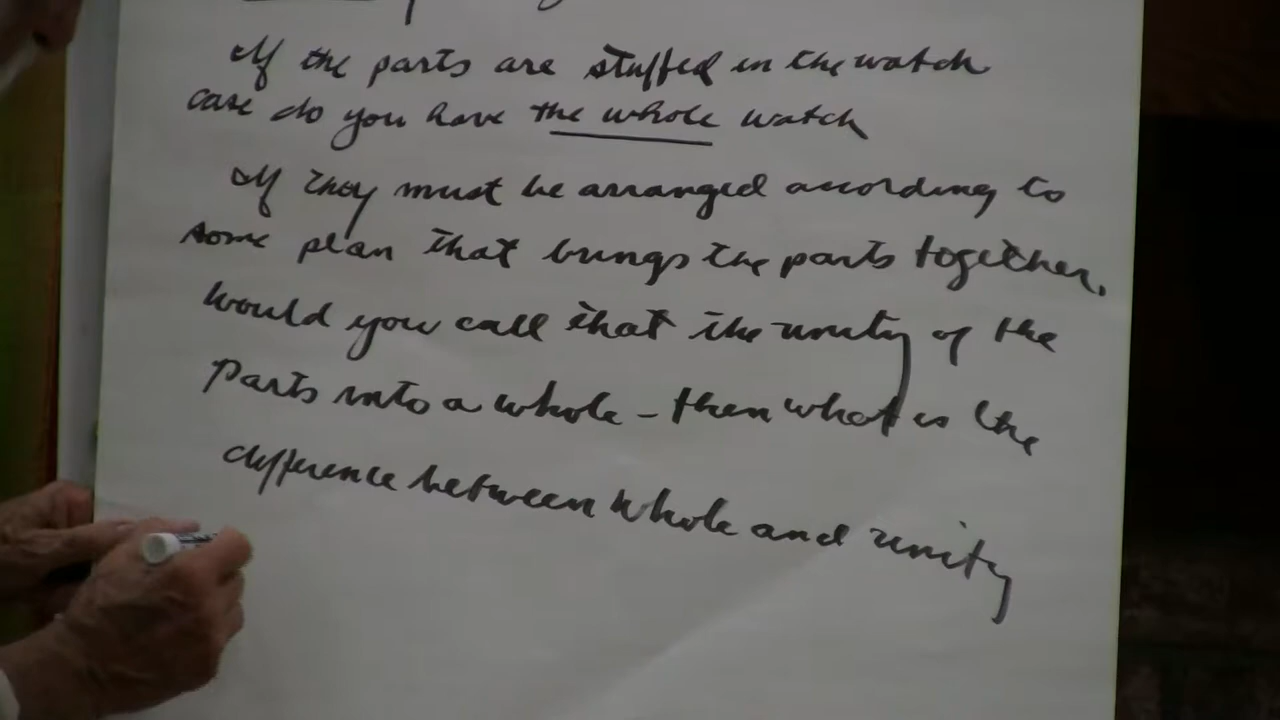 If the parts are stuffed in the watch
case do you have the whole watch
If they must be arranged according to
some plan that brings the parts together,
would you call that the unity of the
parts into a whole – then what is the
difference between whole and unity